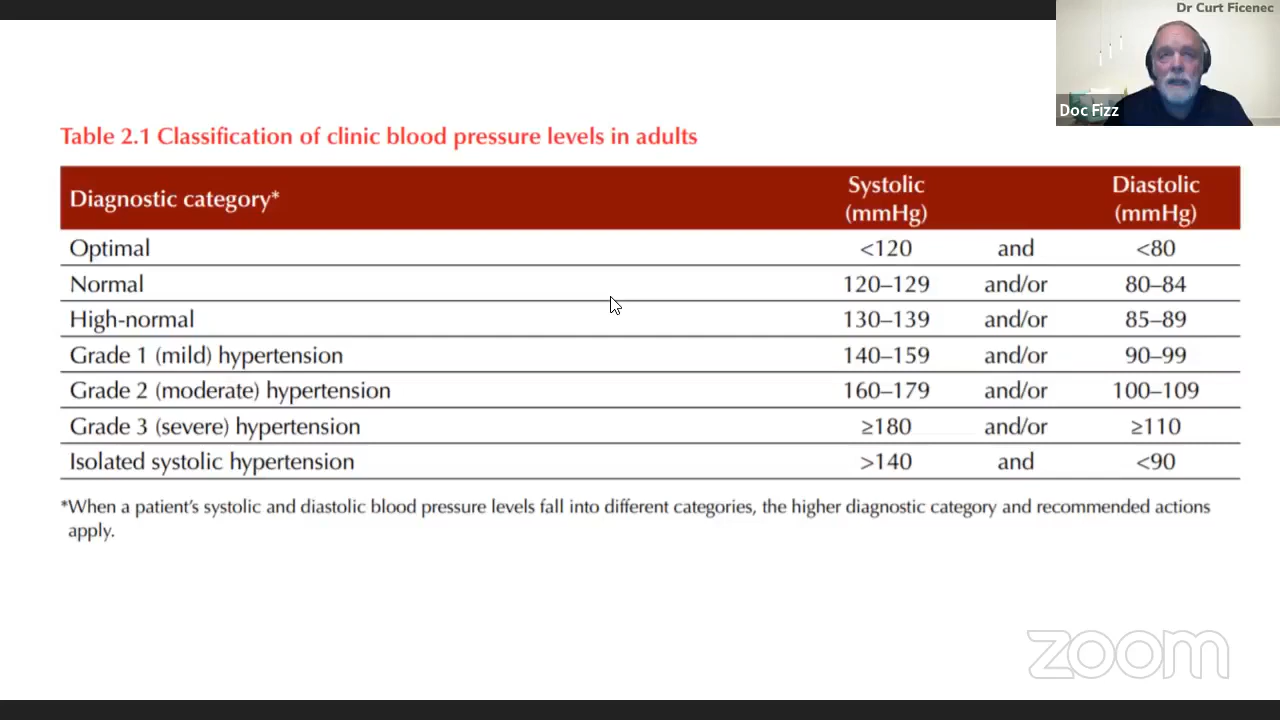 Dr Curt Ficenec
Doc Fizz
Table 2.1 Classification of clinic blood pressure levels in adults
Diagnostic category* Systolic (mmHg) Diastolic (mmHg)
Optimal <120 and <80
Normal 120–129 and/or 80–84
High-normal 130–139 and/or 85–89
Grade 1 (mild) hypertension 140–159 and/or 90–99
Grade 2 (moderate) hypertension 160–179 and/or 100–109
Grade 3 (severe) hypertension ≥180 and/or ≥110
Isolated systolic hypertension >140 and <90
*When a patient's systolic and diastolic blood pressure levels fall into different categories, the higher diagnostic category and recommended actions
apply.
zoom